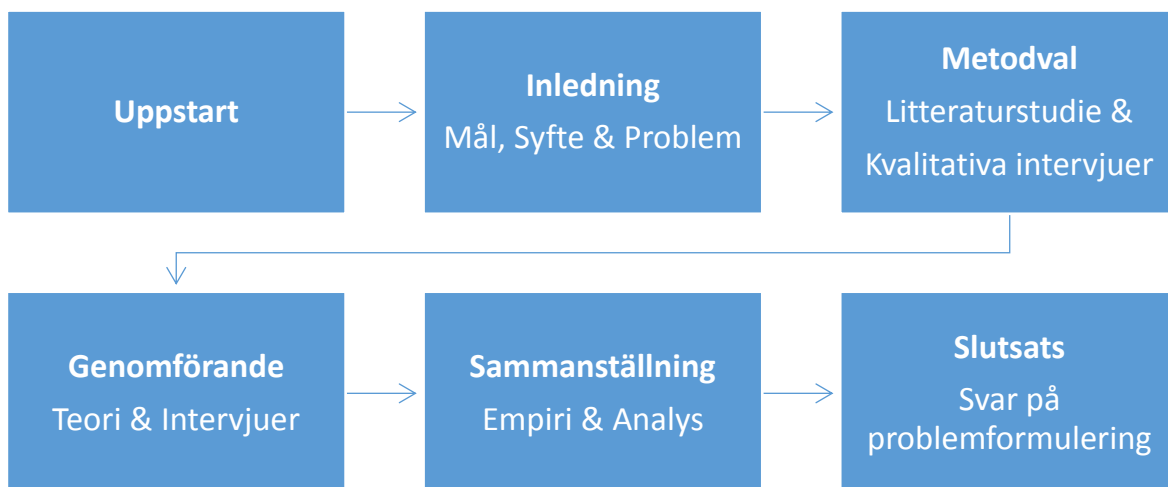 Uppstart
Inledning
Mål, Syfte & Problem
Metodval
Litteraturstudie &
Kvalitativa intervjuer
Genomförande
Teori & Intervjuer
Sammanställning
Empiri & Analys
Slutsats
Svar på
problemformulering